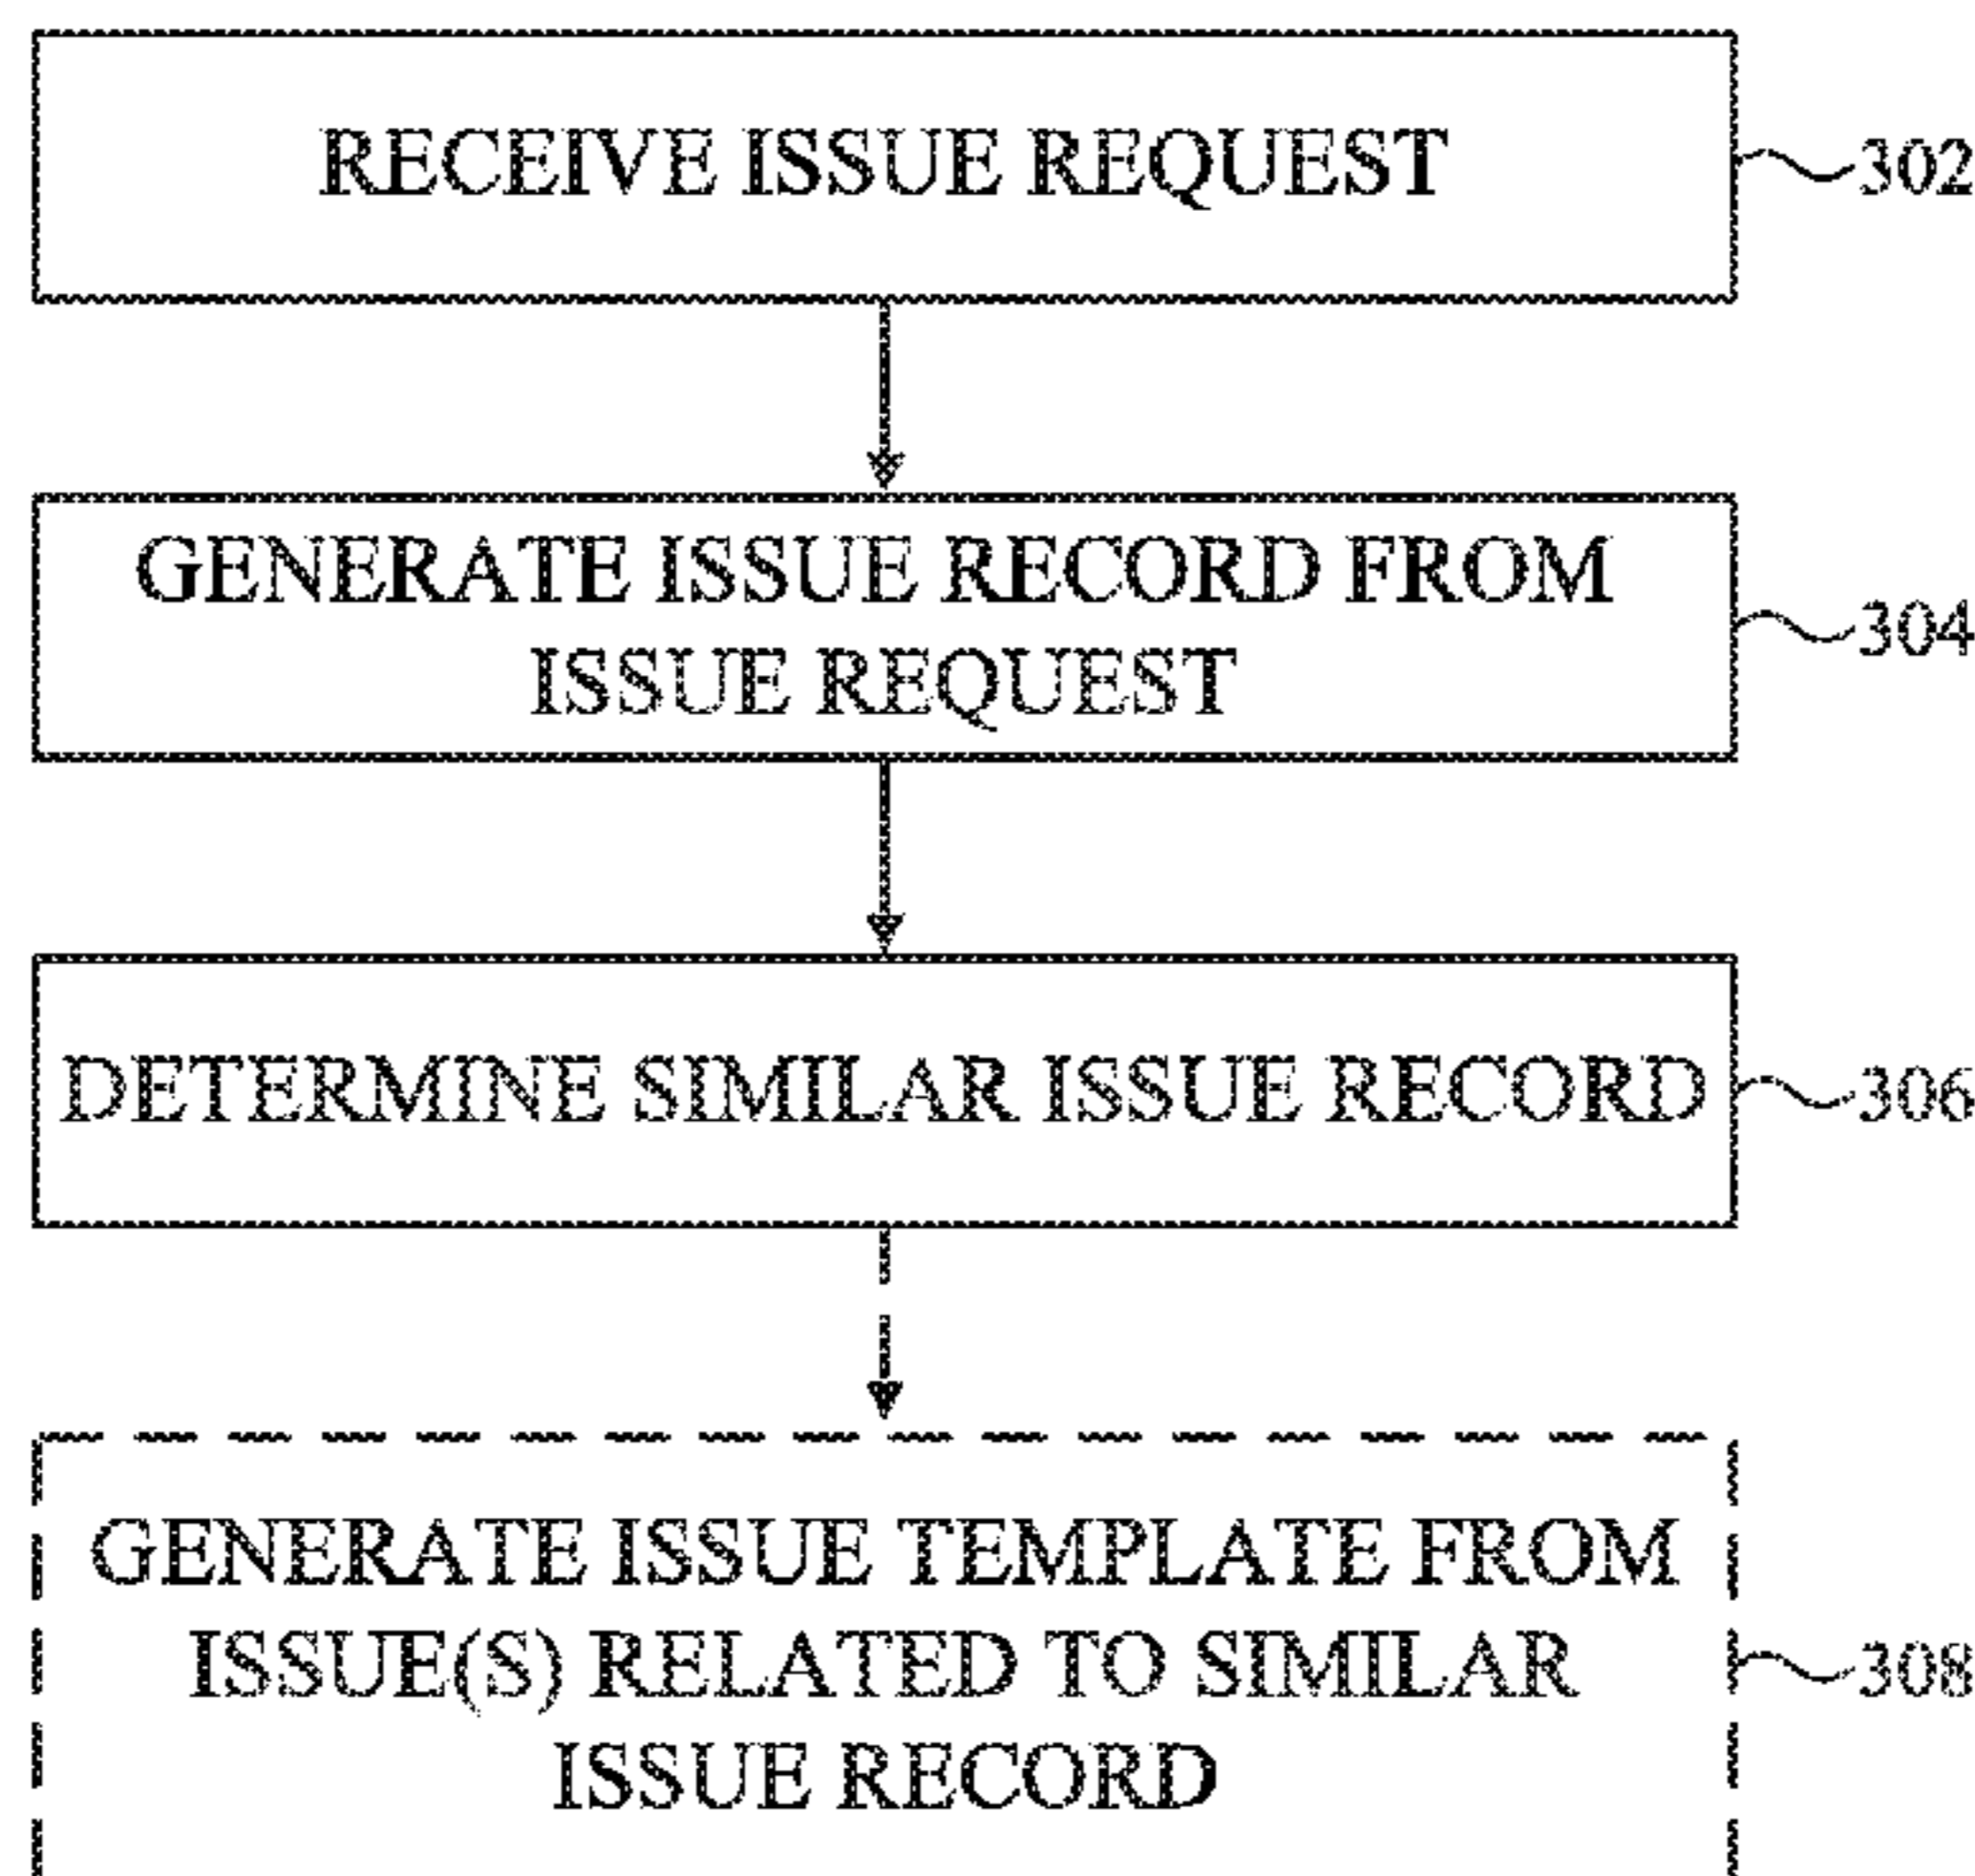 RECEIVE ISSUE REQUEST
302
GENERATE ISSUE RECORD FROM
ISSUE REQUEST
304
DETERMINE SIMILAR ISSUE RECORD
306
GENERATE ISSUE TEMPLATE FROM
ISSUE(S) RELATED TO SIMILAR
ISSUE RECORD
308